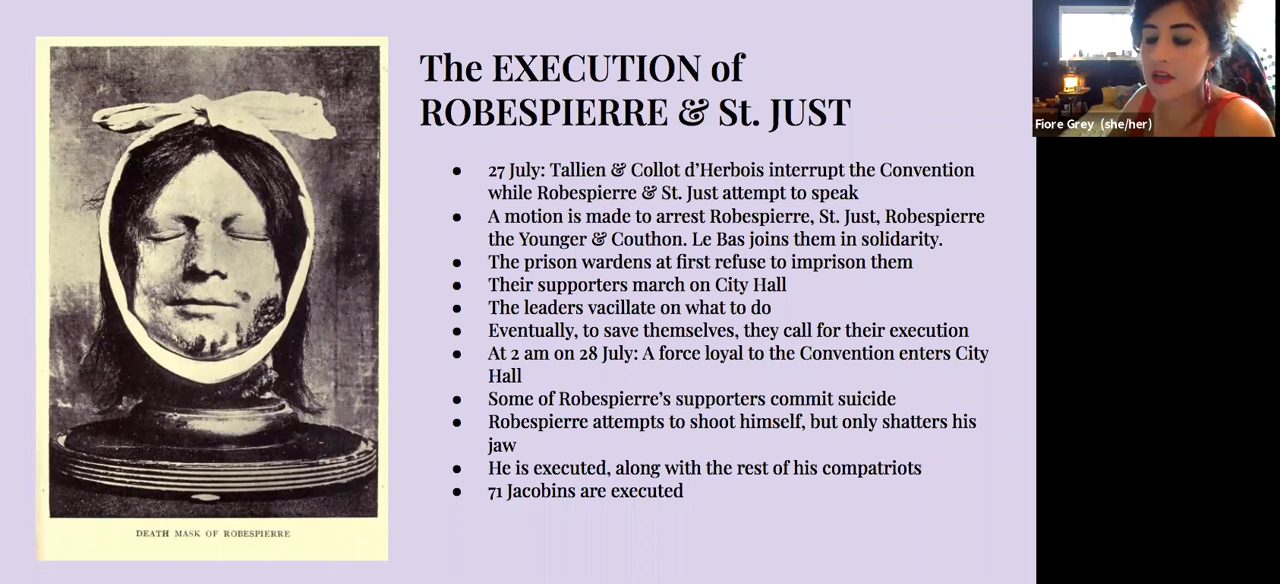 The EXECUTION of
ROBESPIERRE & St. JUST
● 27 July: Tallien & Collot d'Herbois interrupt the Convention
while Robespierre & St. Just attempt to speak
● A motion is made to arrest Robespierre, St. Just, Robespierre
the Younger & Couthon. Le Bas joins them in solidarity.
● The prison wardens at first refuse to imprison them
● Their supporters march on City Hall
● The leaders vacillate on what to do
● Eventually, to save themselves, they call for their execution
● At 2 am on 28 July: A force loyal to the Convention enters City
Hall
● Some of Robespierre's supporters commit suicide
● Robespierre attempts to shoot himself, but only shatters his
jaw
● He is executed, along with the rest of his compatriots
● 71 Jacobins are executed
DEATH MASK OF ROBESPIERRE
Fiore Grey (she/her)